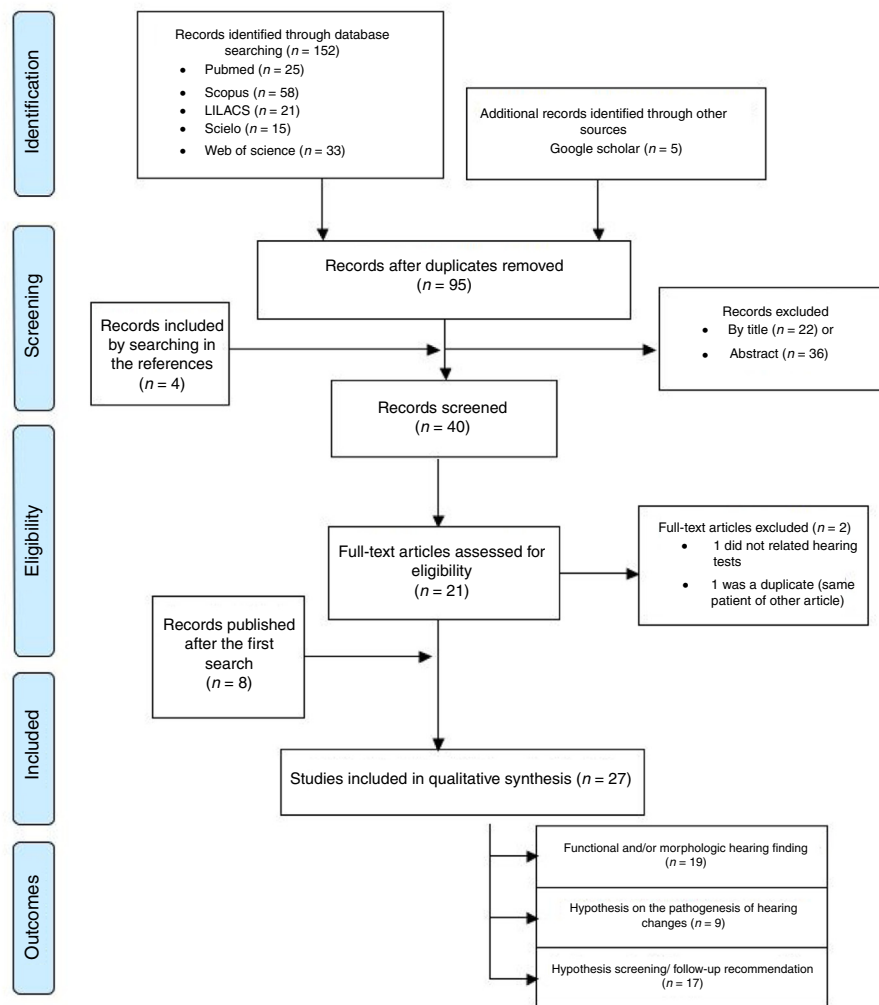 Identification
Records identified through database
searching (n = 152)
• Pubmed (n = 25)
• Scopus (n = 58)
• LILACS (n = 21)
• Scielo (n = 15)
• Web of science (n = 33)
Additional records identified through other
sources
Google scholar (n = 5)
Screening
Records after duplicates removed
(n = 95)
Records included
by searching in
the references
(n = 4)
Records excluded
• By title (n = 22) or
• Abstract (n = 36)
Records screened
(n = 40)
Eligibility
Full-text articles assessed for
eligibility
(n = 21)
Full-text articles excluded (n = 2)
• 1 did not related hearing
tests
• 1 was a duplicate (same
patient of other article)
Records published
after the first
search
(n = 8)
Included
Studies included in qualitative synthesis (n = 27)
Outcomes
Functional and/or morphologic hearing finding
(n = 19)
Hypothesis on the pathogenesis of hearing
changes (n = 9)
Hypothesis screening/ follow-up recommendation
(n = 17)